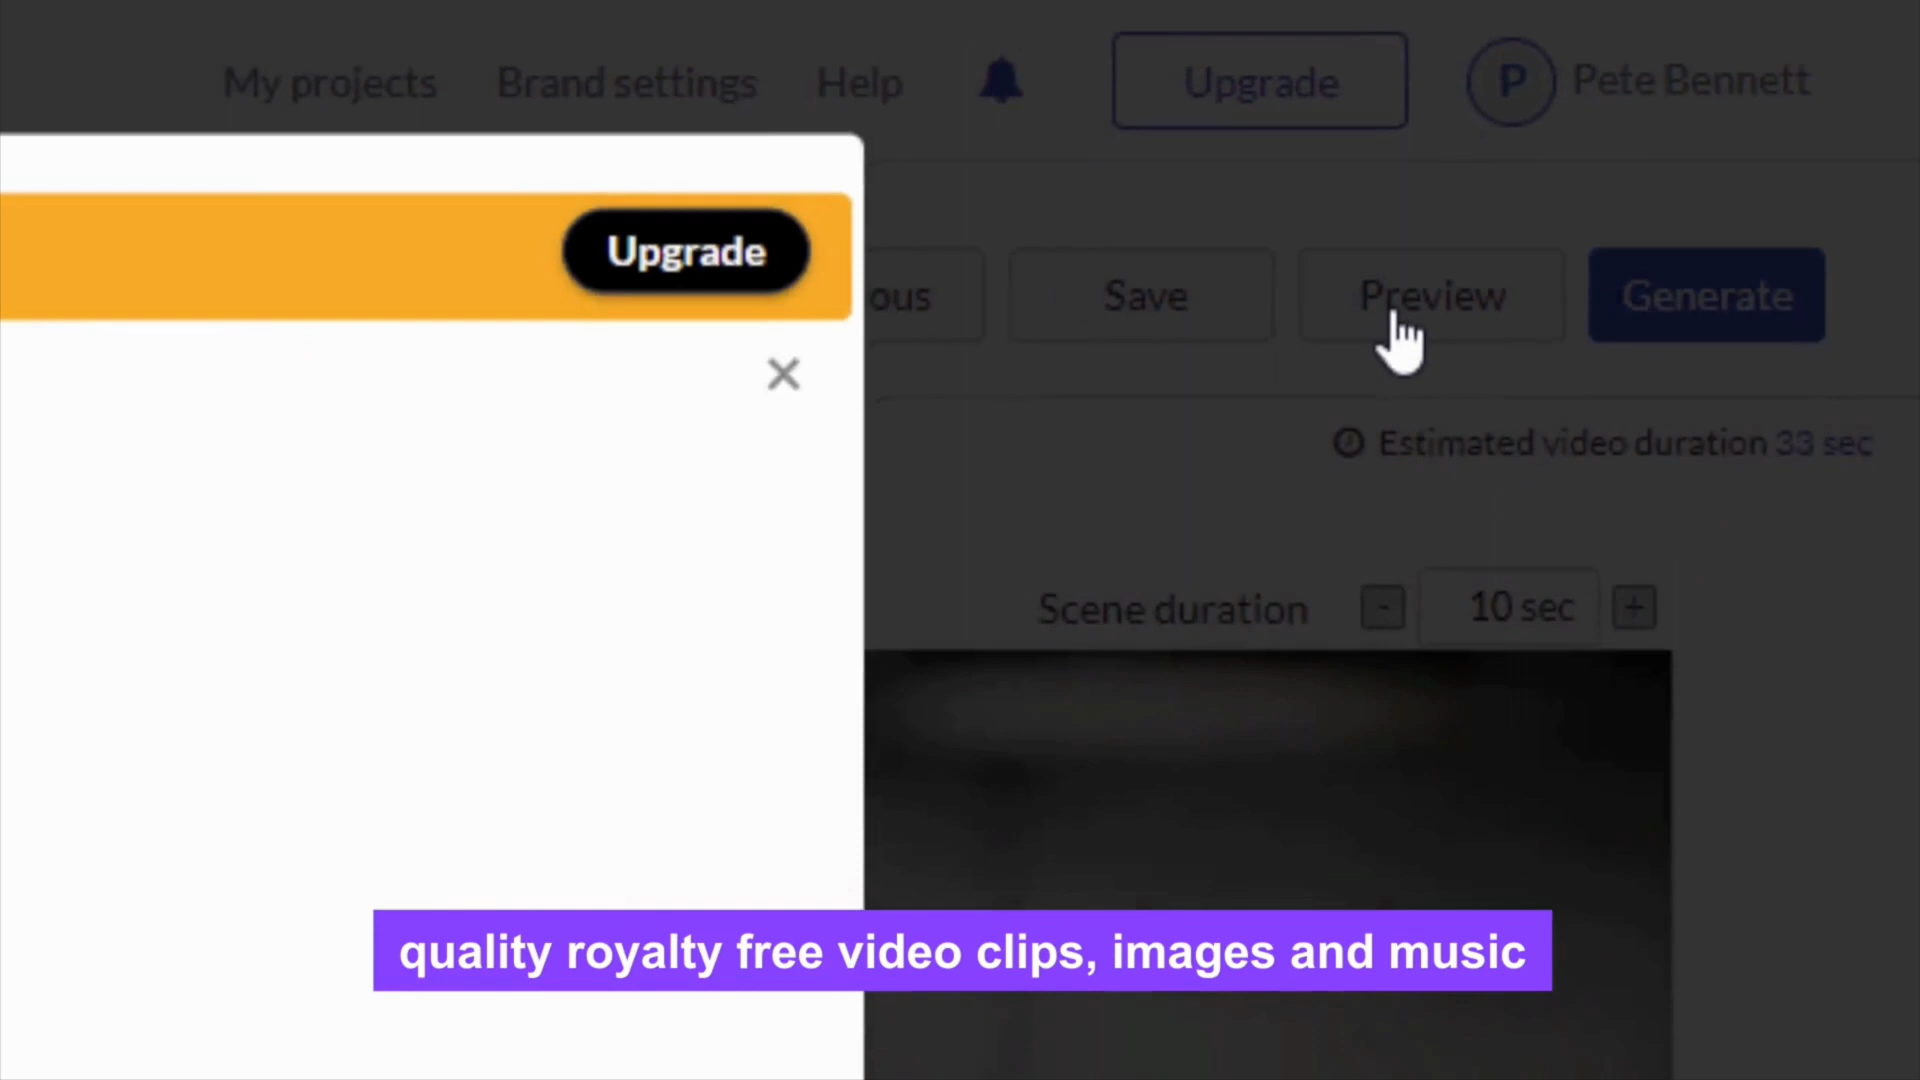 My projects Brand settings Help Upgrade P Pete Bennett
Upgrade
ous Save Preview Generate
Estimated video duration 33 sec
Scene duration - 10 sec +
quality royalty free video clips, images and music